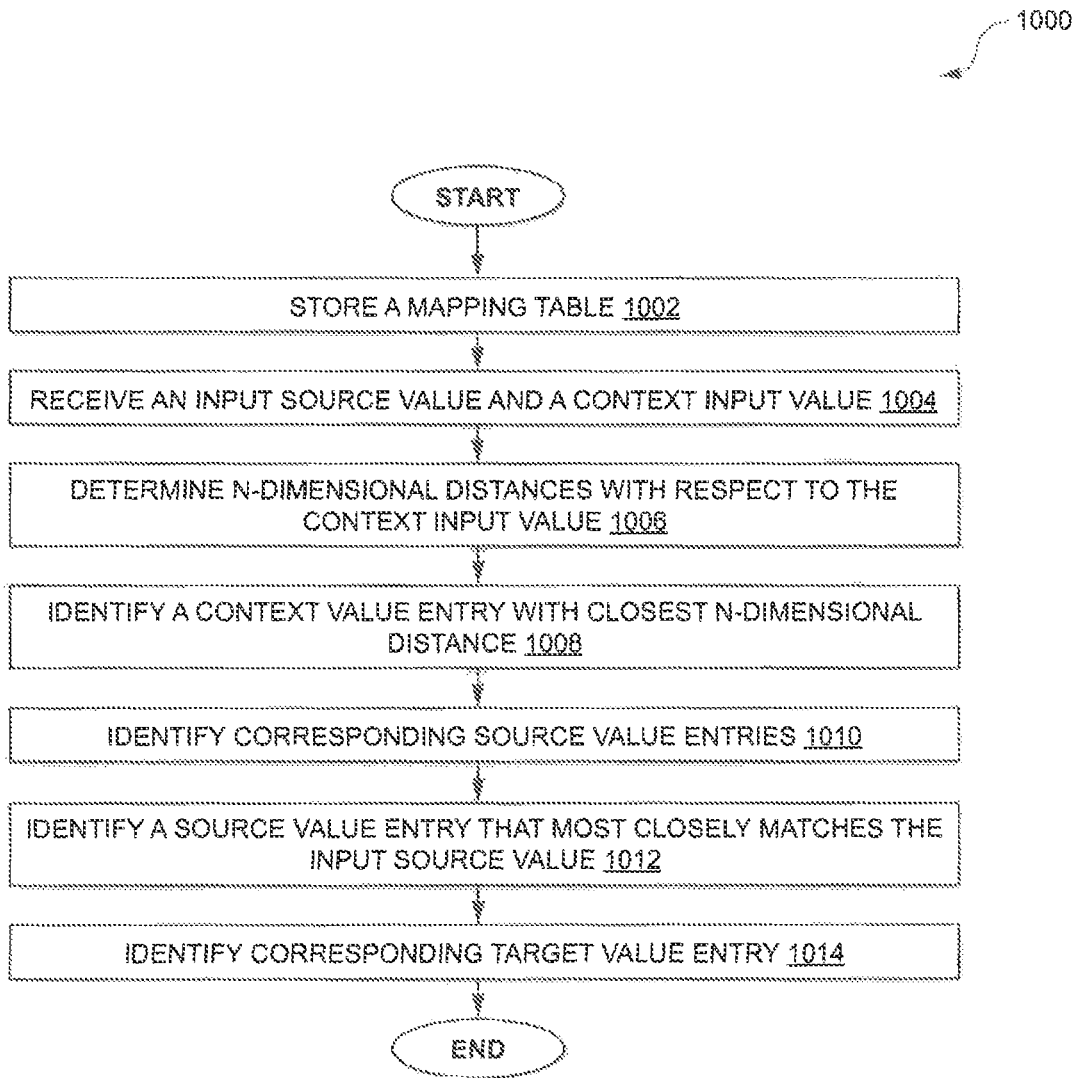 1000
START
STORE A MAPPING TABLE 1002
RECEIVE AN INPUT SOURCE VALUE AND A CONTEXT INPUT VALUE 1004
DETERMINE N-DIMENSIONAL DISTANCES WITH RESPECT TO THE
CONTEXT INPUT VALUE 1006
IDENTIFY A CONTEXT VALUE ENTRY WITH CLOSEST N-DIMENSIONAL
DISTANCE 1008
IDENTIFY CORRESPONDING SOURCE VALUE ENTRIES 1010
IDENTIFY A SOURCE VALUE ENTRY THAT MOST CLOSELY MATCHES THE
INPUT SOURCE VALUE 1012
IDENTIFY CORRESPONDING TARGET VALUE ENTRY 1014
END